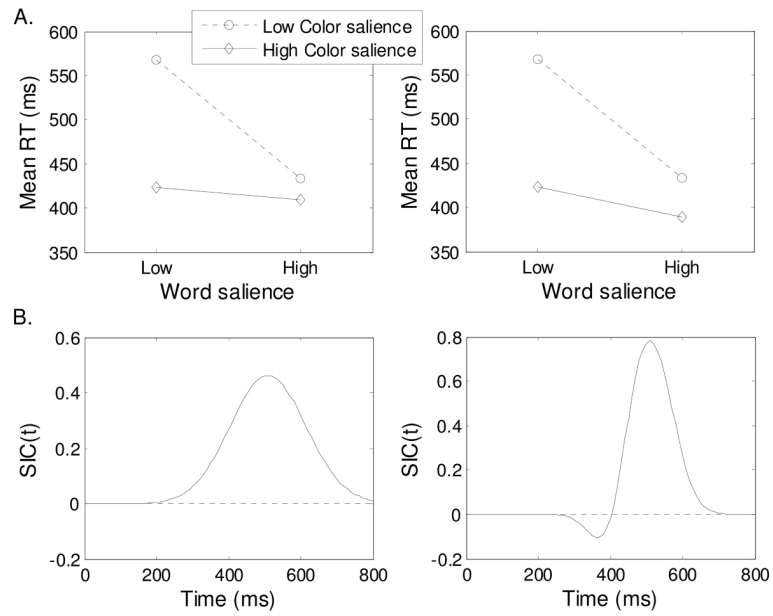 A.
Low Color salience
High Color salience
600
550
500
450
400
350
Mean RT (ms)
Low
High
Word salience
600
550
500
450
400
350
Mean RT (ms)
Low
High
Word salience
B.
0.6
0.4
0.2
0
-0.2
SIC(t)
0
200
400
600
800
Time (ms)
0.8
0.6
0.4
0.2
0
-0.2
SIC(t)
0
200
400
600
800
Time (ms)